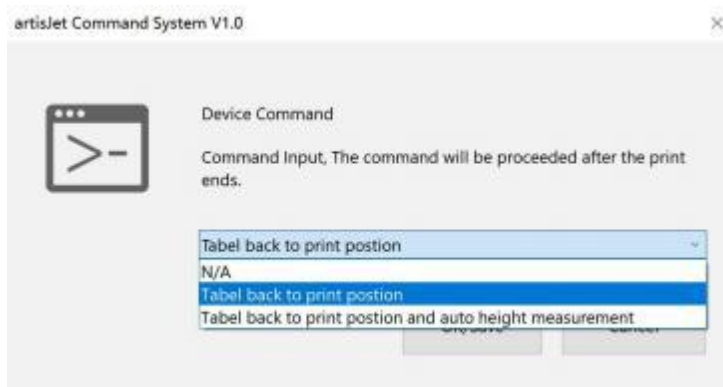 artisJet Command System V1.0
Device Command
Command Input, The command will be proceeded after the print
ends.
Tabel back to print postion
N/A
Tabel back to print postion
Tabel back to print postion and auto height measurement